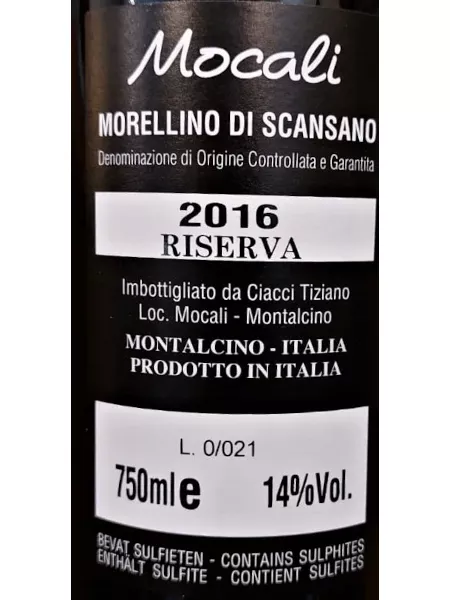 Mocali
MORELLINO DI SCANSANO
Denominazione di Origine Controllata e Garantita
2016
RISERVA
Imbottigliato da Ciacci Tiziano
Loc. Mocali - Montalcino
MONTALCINO - ITALIA
PRODOTTO IN ITALIA
L. 0/021
750ml e 14%Vol.
BEVAT SULFIETEN - CONTAINS SULPHITES
ENTHÄLT SULFITE - CONTIENT SULFITES